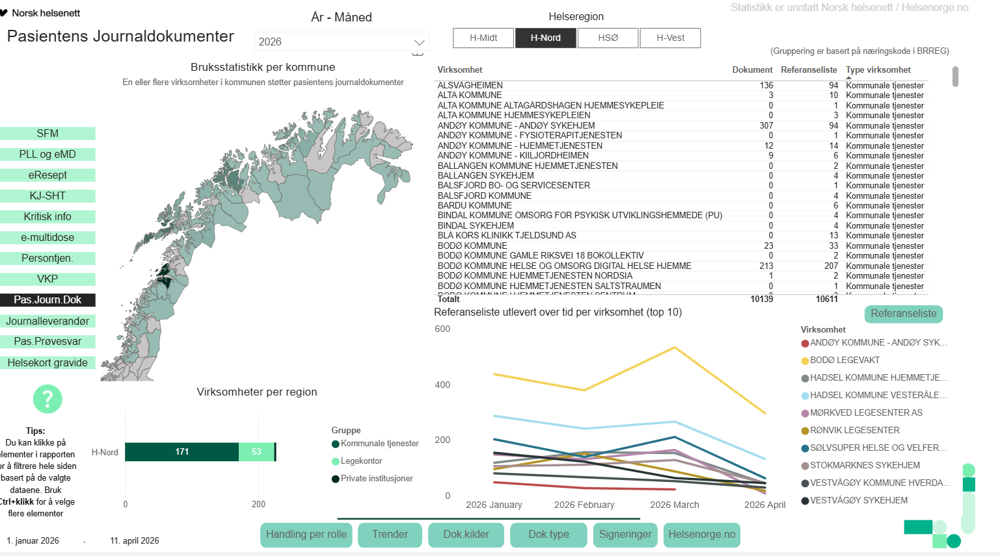 Norsk helsenett
Statistikk er unntatt Norsk helsenett / Helsenorge.no
Pasientens Journaldokumenter
År - Måned
2026
Helseregion
H-Midt
H-Nord
HSØ
H-Vest
(Gruppering er basert på næringskode i BRREG)
Bruksstatistikk per kommune
En eller flere virksomheter i kommunen støtter pasientens journaldokumenter
SFM
PLL og eMD
eResept
KJ-SHT
Kritisk info
e-multidose
Persontjen.
VKP
Pas.Journ.Dok
Journalleverandør
Pas.Prøvesvar
Helsekort gravide
?
Tips:
Du kan klikke på
elementer i rapporten
or å filtrere hele siden
basert på de valgte
dataene. Bruk
Ctrl+klikk for å velge
flere elementer
1. januar 2026 - 11. april 2026
Virksomhet Dokument Referanseliste Type virksomhet
ALSVÅGHEIMEN 136 94 Kommunale tjenester
ALTA KOMMUNE 3 10 Kommunale tjenester
ALTA KOMMUNE ALTAGÅRDSHAGEN HJEMMESYKEPLEIE 0 1 Kommunale tjenester
ALTA KOMMUNE HJEMMESYKEPLEIEN 0 3 Kommunale tjenester
ANDØY KOMMUNE - ANDØY SYKEHJEM 307 94 Kommunale tjenester
ANDØY KOMMUNE - FYSIOTERAPITJENESTEN 0 1 Kommunale tjenester
ANDØY KOMMUNE - HJEMMETJENESTEN 12 14 Kommunale tjenester
ANDØY KOMMUNE - KIILJORDHEIMEN 9 6 Kommunale tjenester
BALLANGEN KOMMUNE HJEMMETJENESTEN 0 2 Kommunale tjenester
BALLANGEN SYKEHJEM 0 4 Kommunale tjenester
BALSFJORD BO- OG SERVICESENTER 0 1 Kommunale tjenester
BALSFJORD KOMMUNE 0 4 Kommunale tjenester
BARDU KOMMUNE 0 6 Kommunale tjenester
BINDAL KOMMUNE OMSORG FOR PSYKISK UTVIKLINGSHEMMEDE (PU) 0 4 Kommunale tjenester
BINDAL SYKEHJEM 0 4 Kommunale tjenester
BLÅ KORS KLINIKK TJELDSUND AS 0 13 Kommunale tjenester
BODØ KOMMUNE 23 33 Kommunale tjenester
BODØ KOMMUNE GAMLE RIKSVEI 18 BOKOLLEKTIV 0 2 Kommunale tjenester
BODØ KOMMUNE HELSE OG OMSORG DIGITAL HELSE HJEMME 213 207 Kommunale tjenester
BODØ KOMMUNE HJEMMETJENESTEN NORDSIA 1 2 Kommunale tjenester
BODØ KOMMUNE HJEMMETJENESTEN SALTSTRAUMEN 0 1 Kommunale tjenester
Totalt 10139 10611
Referanseliste utlevert over tid per virksomhet (top 10)
Referanseliste
600
400
200
0
2026 January 2026 February 2026 March 2026 April
Virksomhet
ANDØY KOMMUNE - ANDØY SYK...
BODØ LEGEVAKT
HADSEL KOMMUNE HJEMMETJE...
HADSEL KOMMUNE VESTERÅLE...
MØRKVED LEGESENTER AS
RØNVIK LEGESENTER
SØLVSUPER HELSE OG VELFER...
STOKMARKNES SYKEHJEM
VESTVÅGØY KOMMUNE HVERDA...
VESTVÅGØY SYKEHJEM
Virksomheter per region
H-Nord
171
53
0
200
Gruppe
Kommunale tjenester
Legekontor
Private institusjoner
Handling per rolle
Trender
Dok.kilder
Dok.type
Signeringer
Helsenorge.no